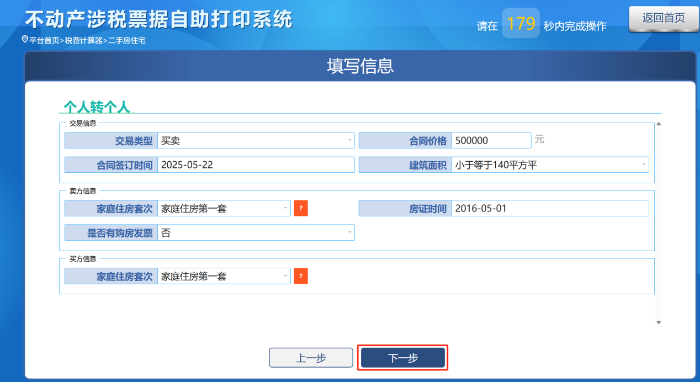 不动产涉税票据自助打印系统
请在 179 秒内完成操作
返回首页
平台首页>税费计算器>二手房住宅
填写信息
个人转个人
交易信息
交易类型 买卖 合同价格 500000 元
合同签订时间 2025-05-22 建筑面积 小于等于140平方平
卖方信息
家庭住房套次 家庭住房第一套 ? 房证时间 2016-05-01
是否有购房发票 否
买方信息
家庭住房套次 家庭住房第一套 ?
上一步 下一步